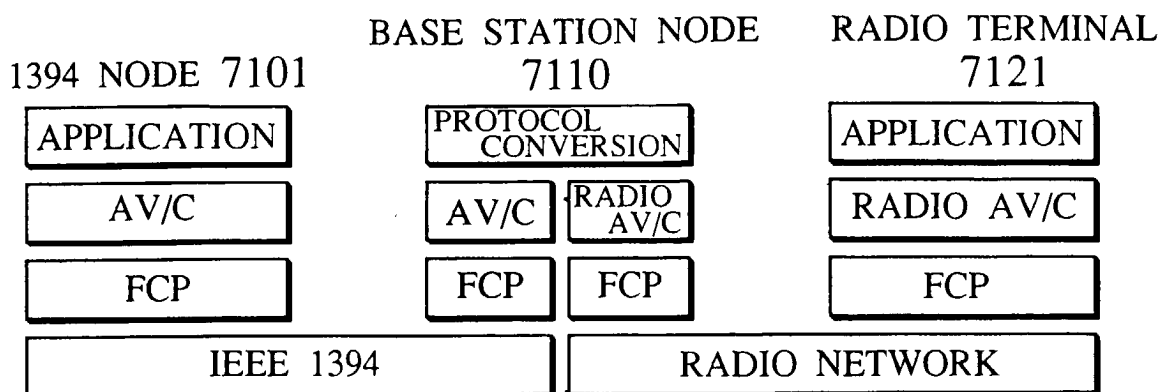 BASE STATION NODE
7110
RADIO TERMINAL
7121
1394 NODE 7101
APPLICATION
PROTOCOL
CONVERSION
APPLICATION
AV/C
AV/C
RADIO
AV/C
RADIO AV/C
FCP
FCP
FCP
FCP
IEEE 1394
RADIO NETWORK